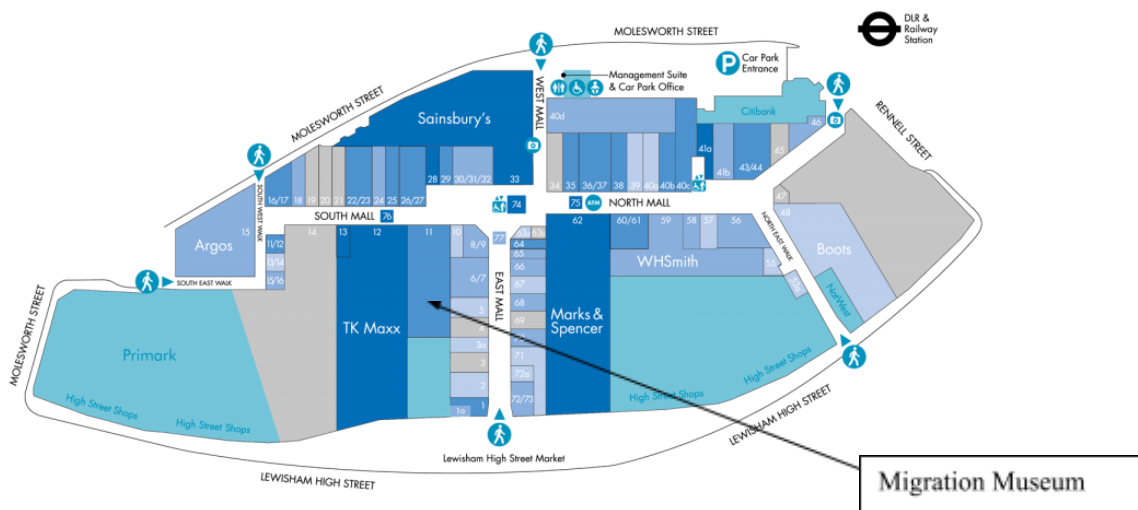 MOLESWORTH STREET
DLR &
Railway
Station
Management Suite
& Car Park Office
P
Car Park
Entrance
MOLESWORTH STREET
WEST MALL
Sainsbury's
40d
Citibank
46
RENNELL STREET
41a
41b
43/44
45
28
29
30/31/32
33
34
35
36/37
38
39
40a
40b
40c
16/17
18
19
20
21
22/23
24
25
26/27
SOUTH WEST WALK
SOUTH MALL
76
74
75
ATM
NORTH MALL
47
48
Argos
15
11/12
13/14
15/16
14
13
12
11
10
8/9
77
63a
63b
64
65
66
67
68
69
71
72a
72/73
62
60/61
59
58
57
56
55
53a
WHSmith
NORTH EAST WALK
Boots
NatWest
6/7
5
4
3a
3
2
1
1a
EAST MALL
SOUTH EAST WALK
TK Maxx
Marks &
Spencer
Primark
MOLESWORTH STREET
High Street Shops
High Street Shops
High Street Shops
High Street Shops
Lewisham High Street Market
LEWISHAM HIGH STREET
LEWISHAM HIGH STREET
Migration Museum